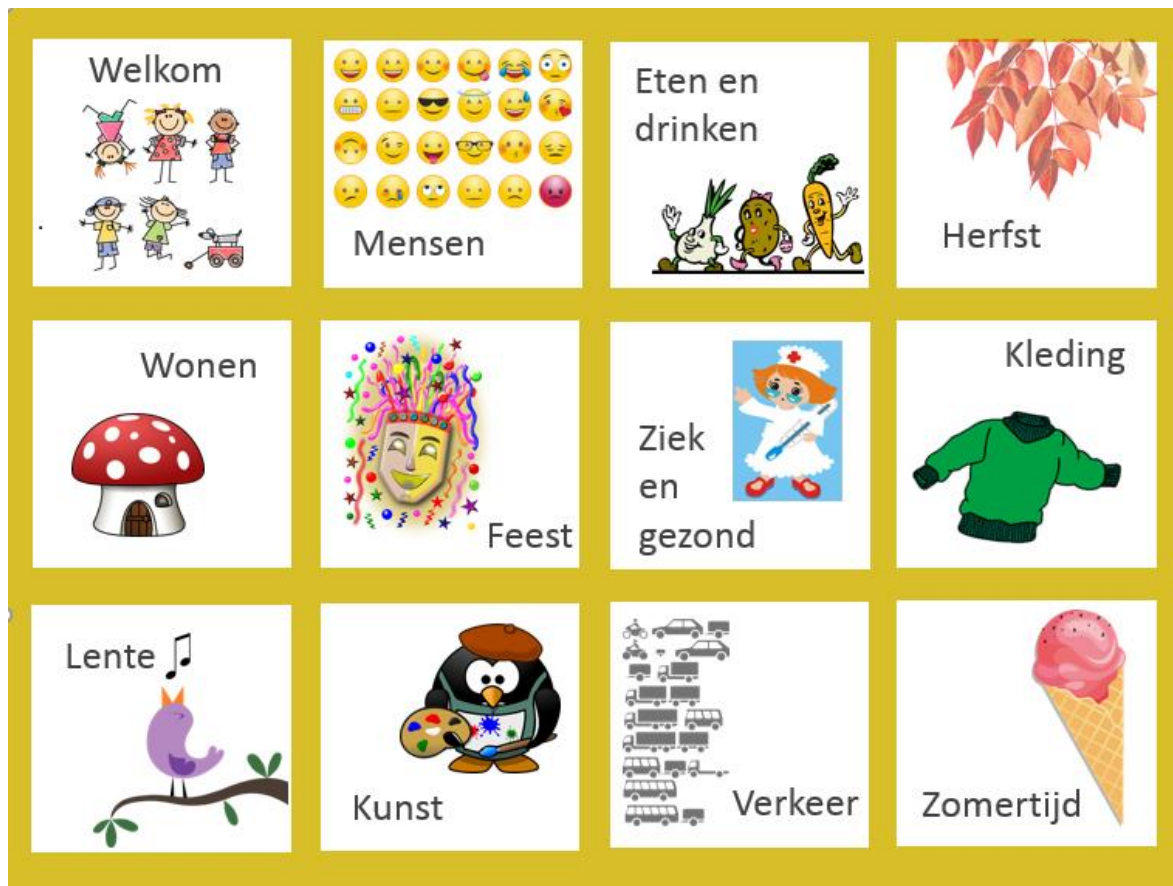 Welkom
Mensen
Eten en
drinken
Herfst
Wonen
Feest
Ziek
en
gezond
Kleding
Lente
Kunst
Verkeer
Zomertijd